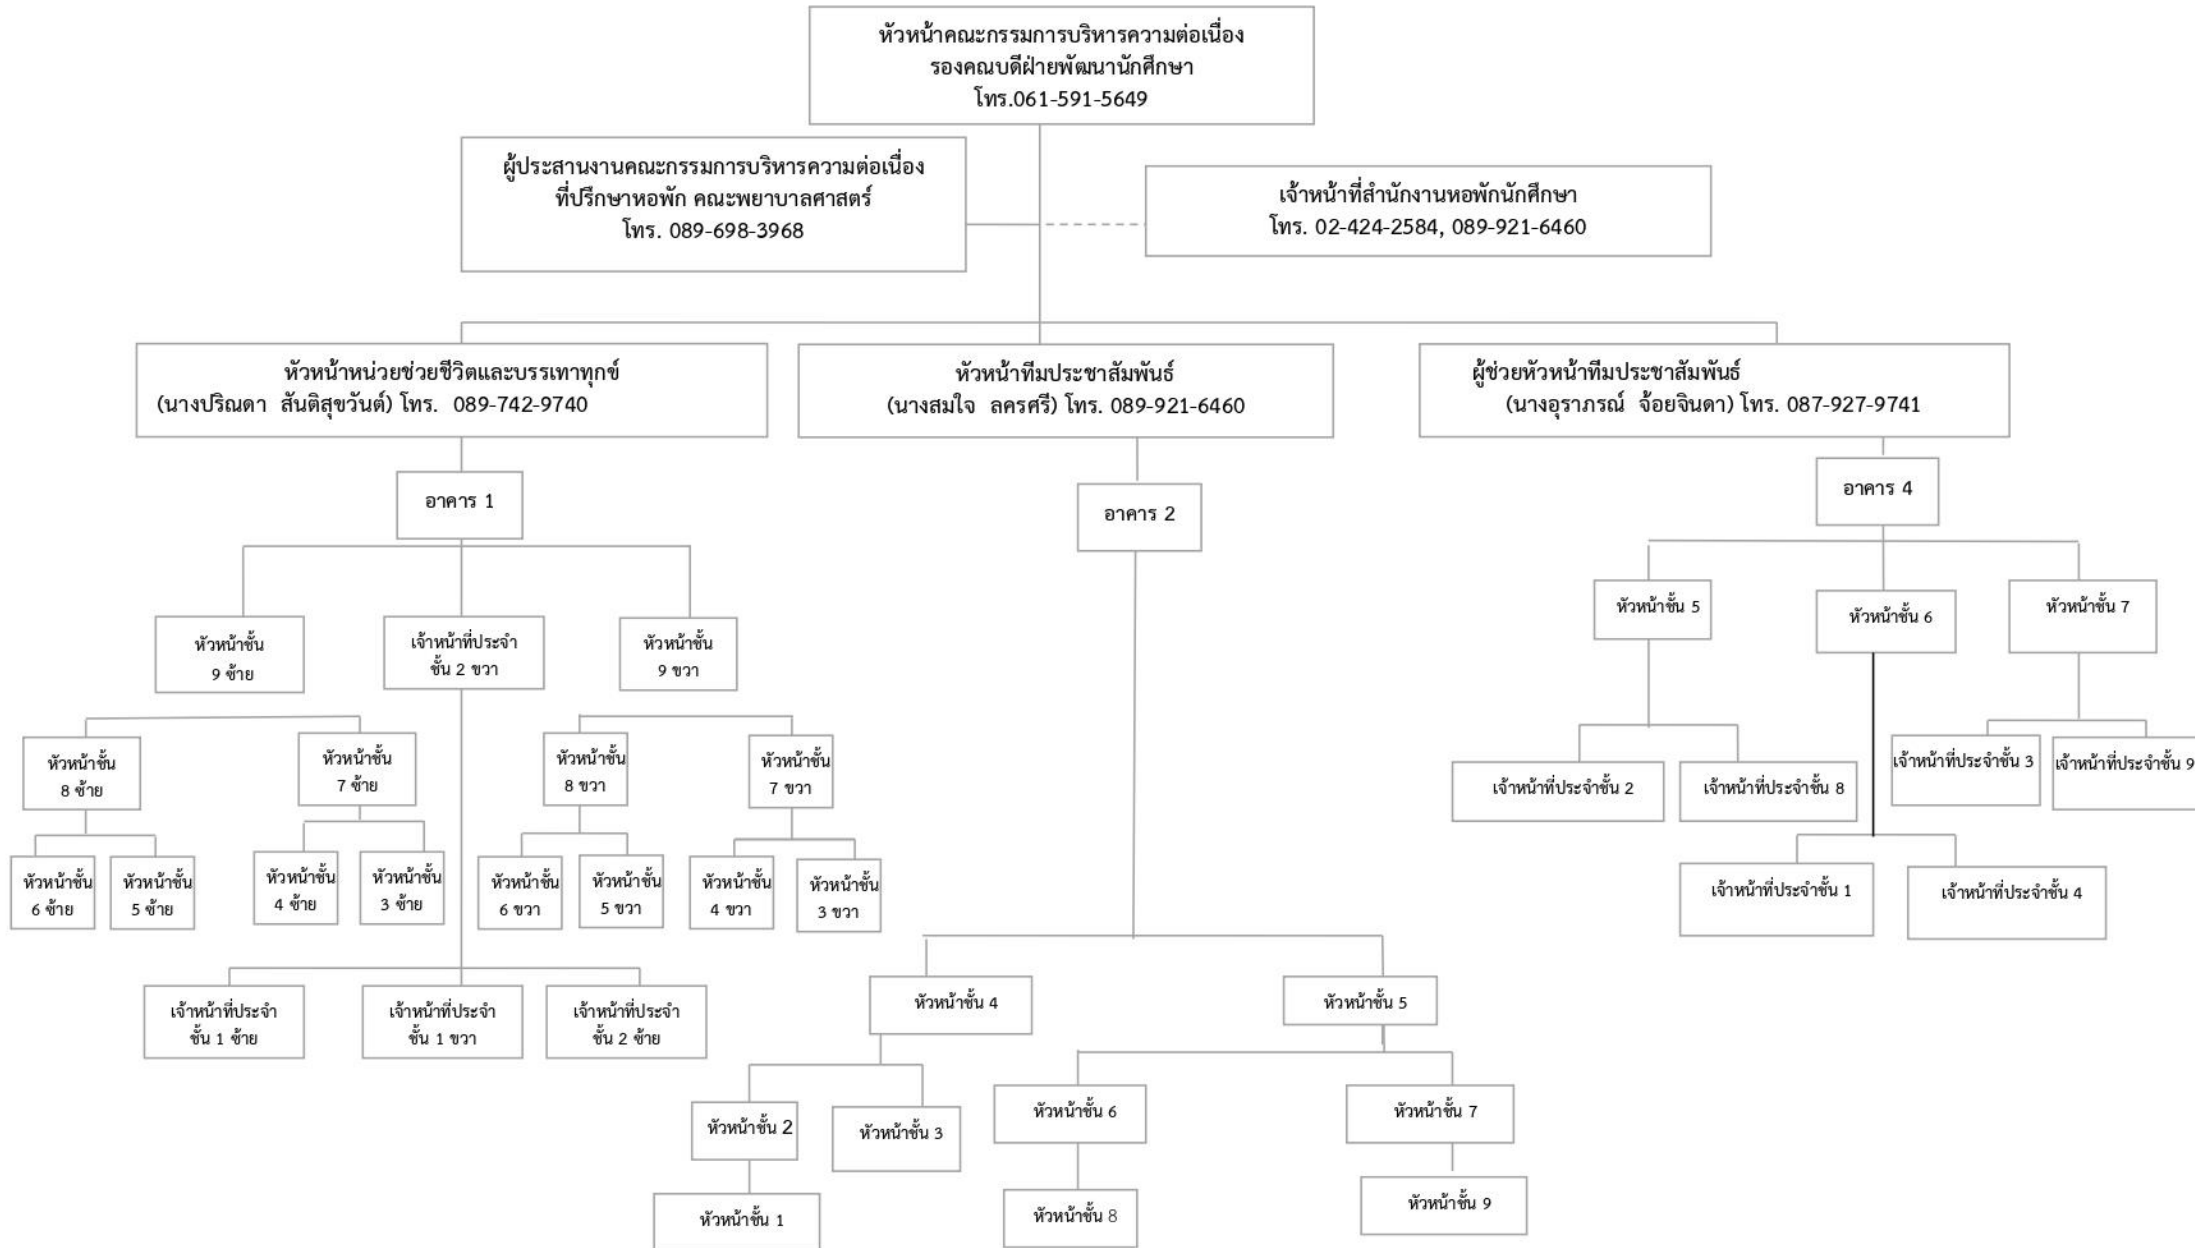 หัวหน้าคณะกรรมการบริหารความต่อเนื่อง
รองคณบดีฝ่ายพัฒนานักศึกษา
โทร.061-591-5649
ผู้ประสานงานคณะกรรมการบริหารความต่อเนื่อง
ที่ปรึกษาหอพัก คณะพยาบาลศาสตร์
โทร. 089-698-3968
เจ้าหน้าที่สำนักงานหอพักนักศึกษา
โทร. 02-424-2584, 089-921-6460
หัวหน้าหน่วยช่วยชีวิตและบรรเทาทุกข์
(นางปริณดา สันติสุขวันต์) โทร. 089-742-9740
หัวหน้าทีมประชาสัมพันธ์
(นางสมใจ ลครศรี) โทร. 089-921-6460
ผู้ช่วยหัวหน้าทีมประชาสัมพันธ์
(นางอุราภรณ์ จ้อยจินดา) โทร. 087-927-9741
อาคาร 1
อาคาร 2
อาคาร 4
หัวหน้าชั้น
9 ซ้าย
เจ้าหน้าที่ประจำ
ชั้น 2 ขวา
หัวหน้าชั้น
9 ขวา
หัวหน้าชั้น 5
หัวหน้าชั้น 6
หัวหน้าชั้น 7
หัวหน้าชั้น
8 ซ้าย
หัวหน้าชั้น
7 ซ้าย
หัวหน้าชั้น
8 ขวา
หัวหน้าชั้น
7 ขวา
เจ้าหน้าที่ประจำชั้น 2
เจ้าหน้าที่ประจำชั้น 8
เจ้าหน้าที่ประจำชั้น 3
เจ้าหน้าที่ประจำชั้น 9
หัวหน้าชั้น
6 ซ้าย
หัวหน้าชั้น
5 ซ้าย
หัวหน้าชั้น
4 ซ้าย
หัวหน้าชั้น
3 ซ้าย
หัวหน้าชั้น
6 ขวา
หัวหน้าชั้น
5 ขวา
หัวหน้าชั้น
4 ขวา
หัวหน้าชั้น
3 ขวา
เจ้าหน้าที่ประจำชั้น 1
เจ้าหน้าที่ประจำชั้น 4
เจ้าหน้าที่ประจำ
ชั้น 1 ซ้าย
เจ้าหน้าที่ประจำ
ชั้น 1 ขวา
เจ้าหน้าที่ประจำ
ชั้น 2 ซ้าย
หัวหน้าชั้น 4
หัวหน้าชั้น 5
หัวหน้าชั้น 2
หัวหน้าชั้น 3
หัวหน้าชั้น 6
หัวหน้าชั้น 7
หัวหน้าชั้น 1
หัวหน้าชั้น 8
หัวหน้าชั้น 9